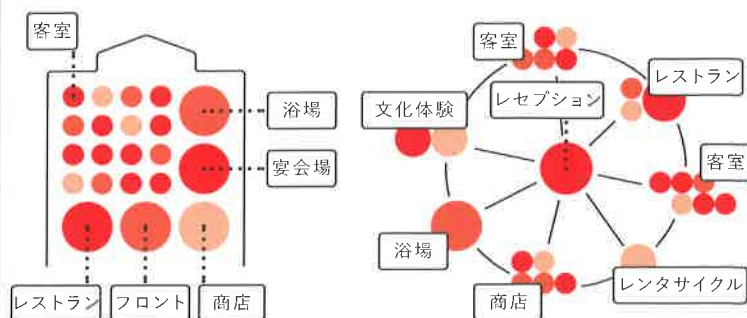 客室
浴場
宴会場
レストラン
フロント
商店
客室
レストラン
レセプション
文化体験
客室
浴場
レンタサイクル
商店